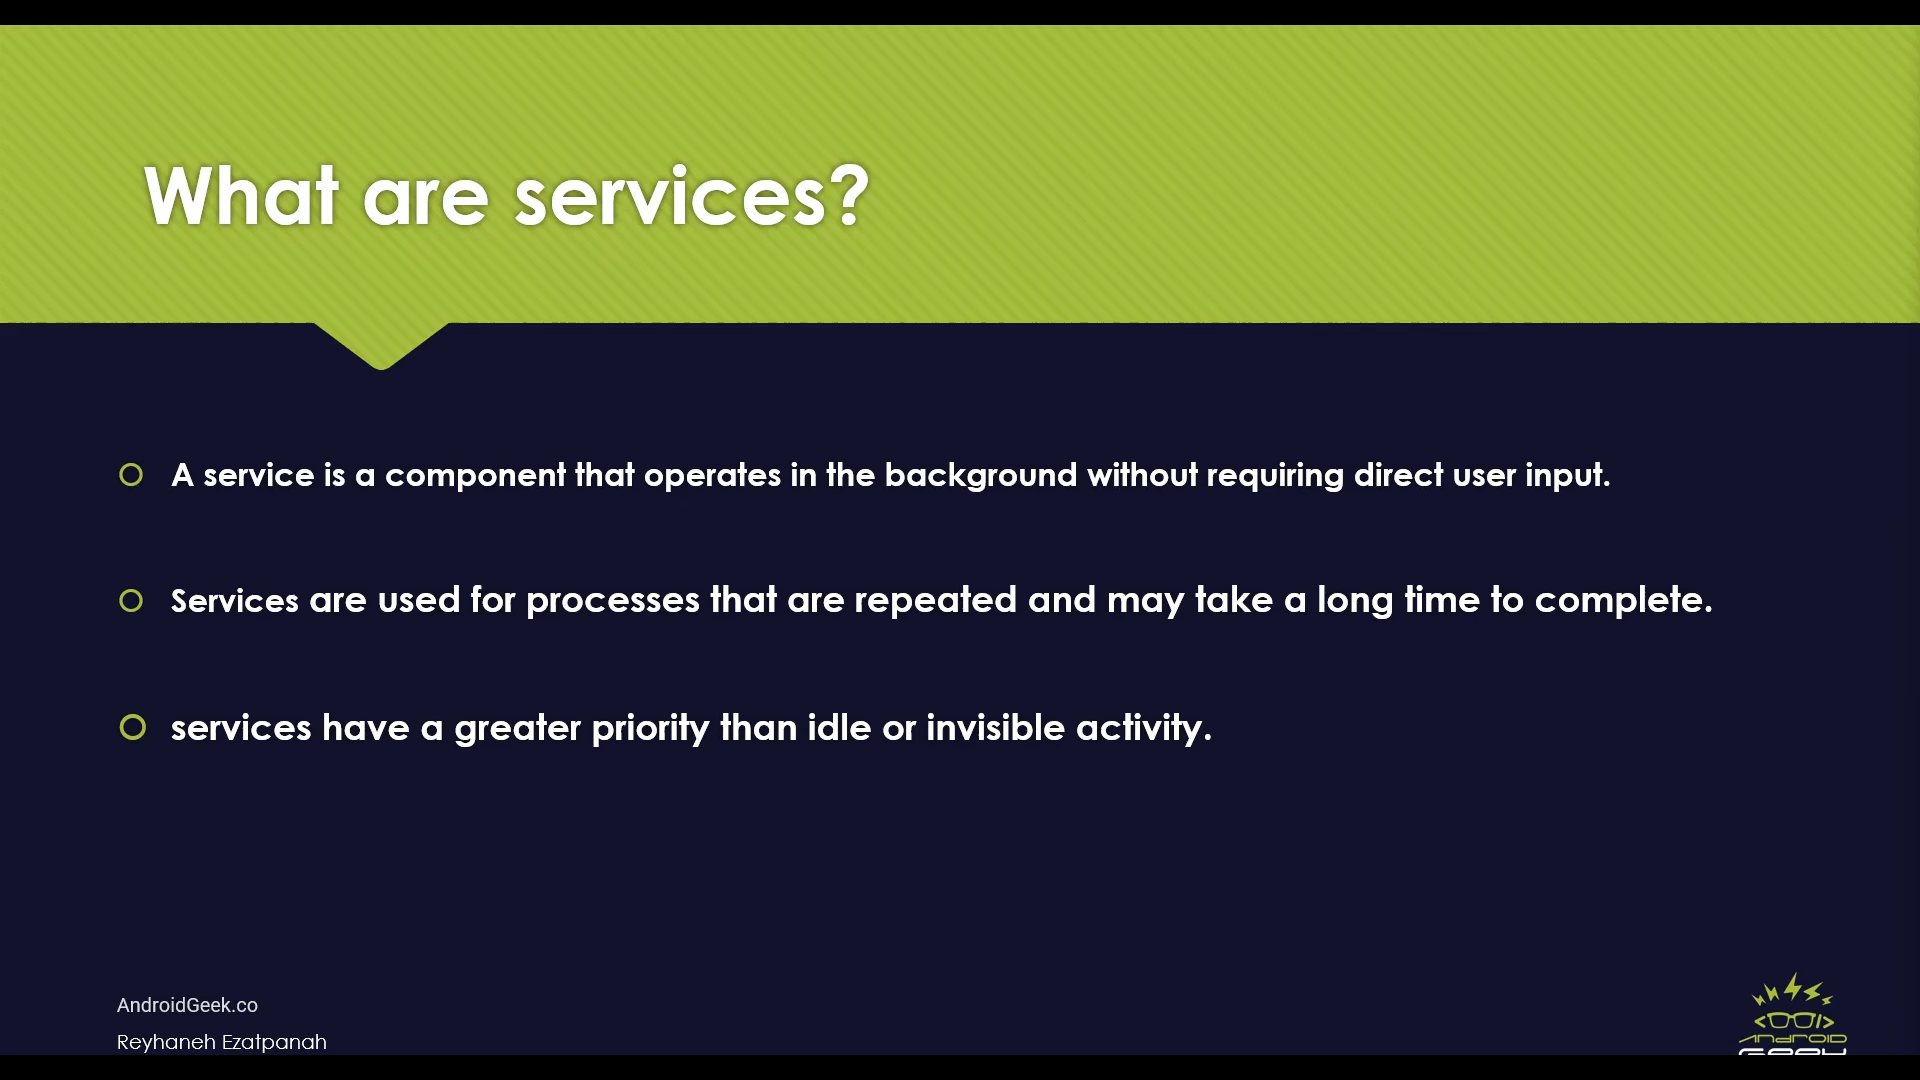 What are services?
A service is a component that operates in the background without requiring direct user input.
Services are used for processes that are repeated and may take a long time to complete.
services have a greater priority than idle or invisible activity.
AndroidGeek.co
Reyhaneh Ezatpanah
ANDROID
GEEK